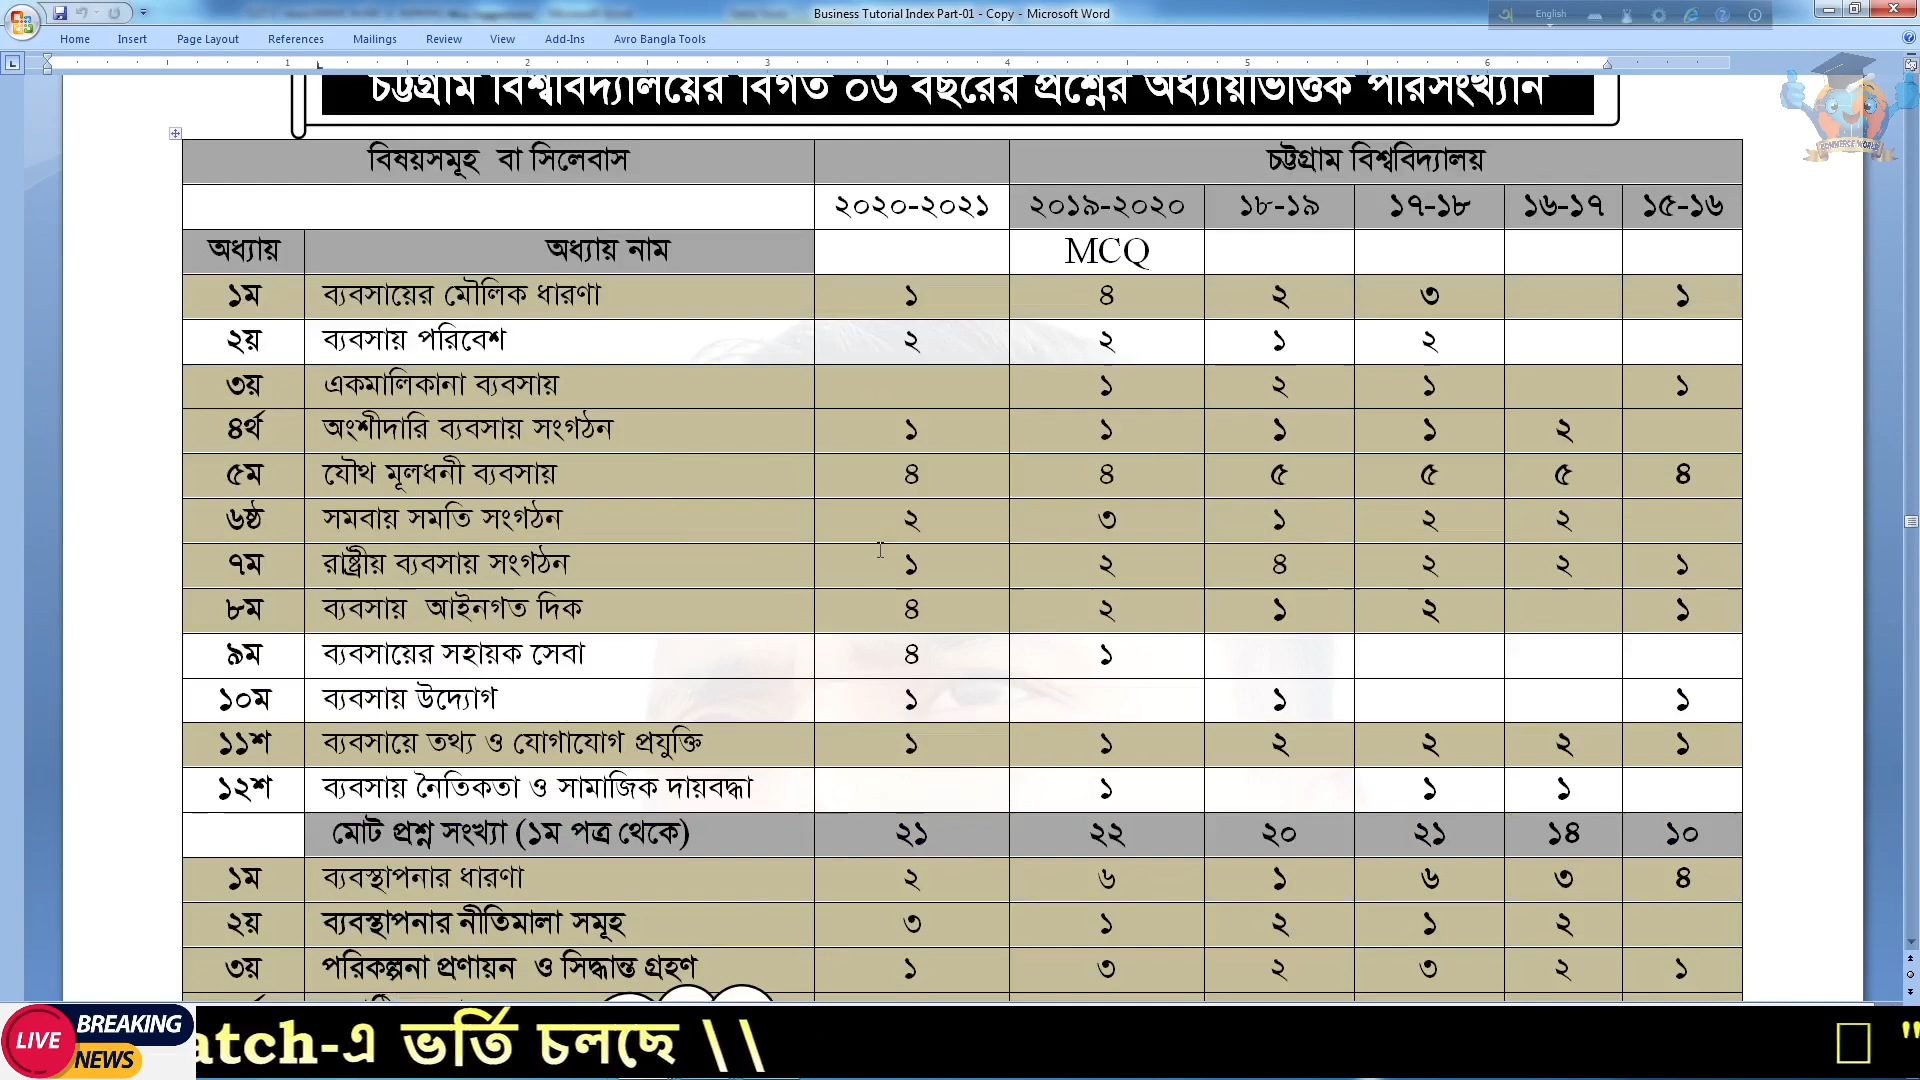 Business Tutorial Index Part-01 - Copy - Microsoft Word
English
Home Insert Page Layout References Mailings Review View Add-Ins Avro Bangla Tools
1 2 3 4 5 6
চট্টগ্রাম বিশ্ববিদ্যালয়ের বিগত ০৬ বছরের প্রশ্নের অধ্যায়ভিত্তিক পরিসংখ্যান
COMMERCE WORLD
বিষয়সমূহ বা সিলেবাস চট্টগ্রাম বিশ্ববিদ্যালয়
২০২০-২০২১ ২০১৯-২০২০ ১৮-১৯ ১৭-১৮ ১৬-১৭ ১৫-১৬
অধ্যায় অধ্যায় নাম MCQ
১ম ব্যবসায়ের মৌলিক ধারণা ১ ৪ ২ ৩ ১
২য় ব্যবসায় পরিবেশ ২ ২ ১ ২
৩য় একমালিকানা ব্যবসায় ১ ২ ১ ১
৪র্থ অংশীদারি ব্যবসায় সংগঠন ১ ১ ১ ১ ২
৫ম যৌথ মূলধনী ব্যবসায় ৪ ৪ ৫ ৫ ৫ ৪
৬ষ্ঠ সমবায় সমতি সংগঠন ২ ৩ ১ ২ ২
৭ম রাষ্ট্রীয় ব্যবসায় সংগঠন ১ ২ ৪ ২ ২ ১
৮ম ব্যবসায় আইনগত দিক ৪ ২ ১ ২ ১
৯ম ব্যবসায়ের সহায়ক সেবা ৪ ১
১০ম ব্যবসায় উদ্যোগ ১ ১ ১
১১শ ব্যবসায়ে তথ্য ও যোগাযোগ প্রযুক্তি ১ ১ ২ ২ ২ ১
১২শ ব্যবসায় নৈতিকতা ও সামাজিক দায়বদ্ধা ১ ১ ১
মোট প্রশ্ন সংখ্যা (১ম পত্র থেকে) ২১ ২২ ২০ ২১ ১৪ ১০
১ম ব্যবস্থাপনার ধারণা ২ ৬ ১ ৬ ৩ ৪
২য় ব্যবস্থাপনার নীতিমালা সমূহ ৩ ১ ২ ১ ২
৩য় পরিকল্পনা প্রণায়ন ও সিদ্ধান্ত গ্রহণ ১ ৩ ২ ৩ ২ ১
LIVE BREAKING NEWS
atch-এ ভর্তি চলছে \\ "